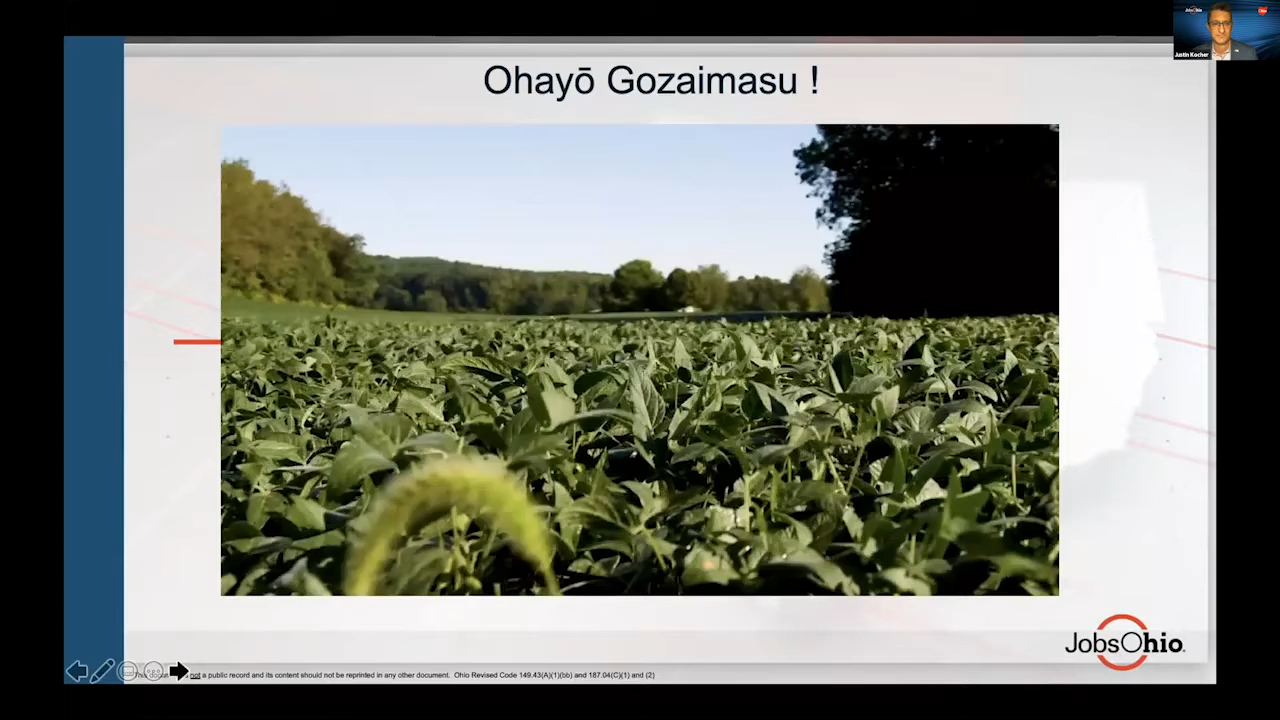 JobsOhio
Justin Kocher
Ohayō Gozaimasu !
JobsOhio
not a public record and its content should not be reprinted in any other document. Ohio Revised Code 149.43(A)(1)(bb) and 187.04(C)(1) and (2)